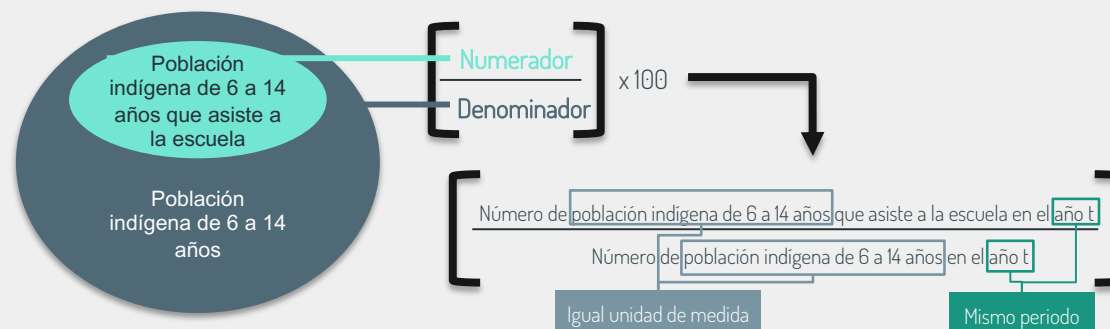 Población
indígena de 6 a 14
años que asiste a
la escuela
Población
indígena de 6 a 14
años
Numerador
Denominador
x 100
Número de población indígena de 6 a 14 años que asiste a la escuela en el año t
Número de población indígena de 6 a 14 años en el año t
Igual unidad de medida
Mismo periodo